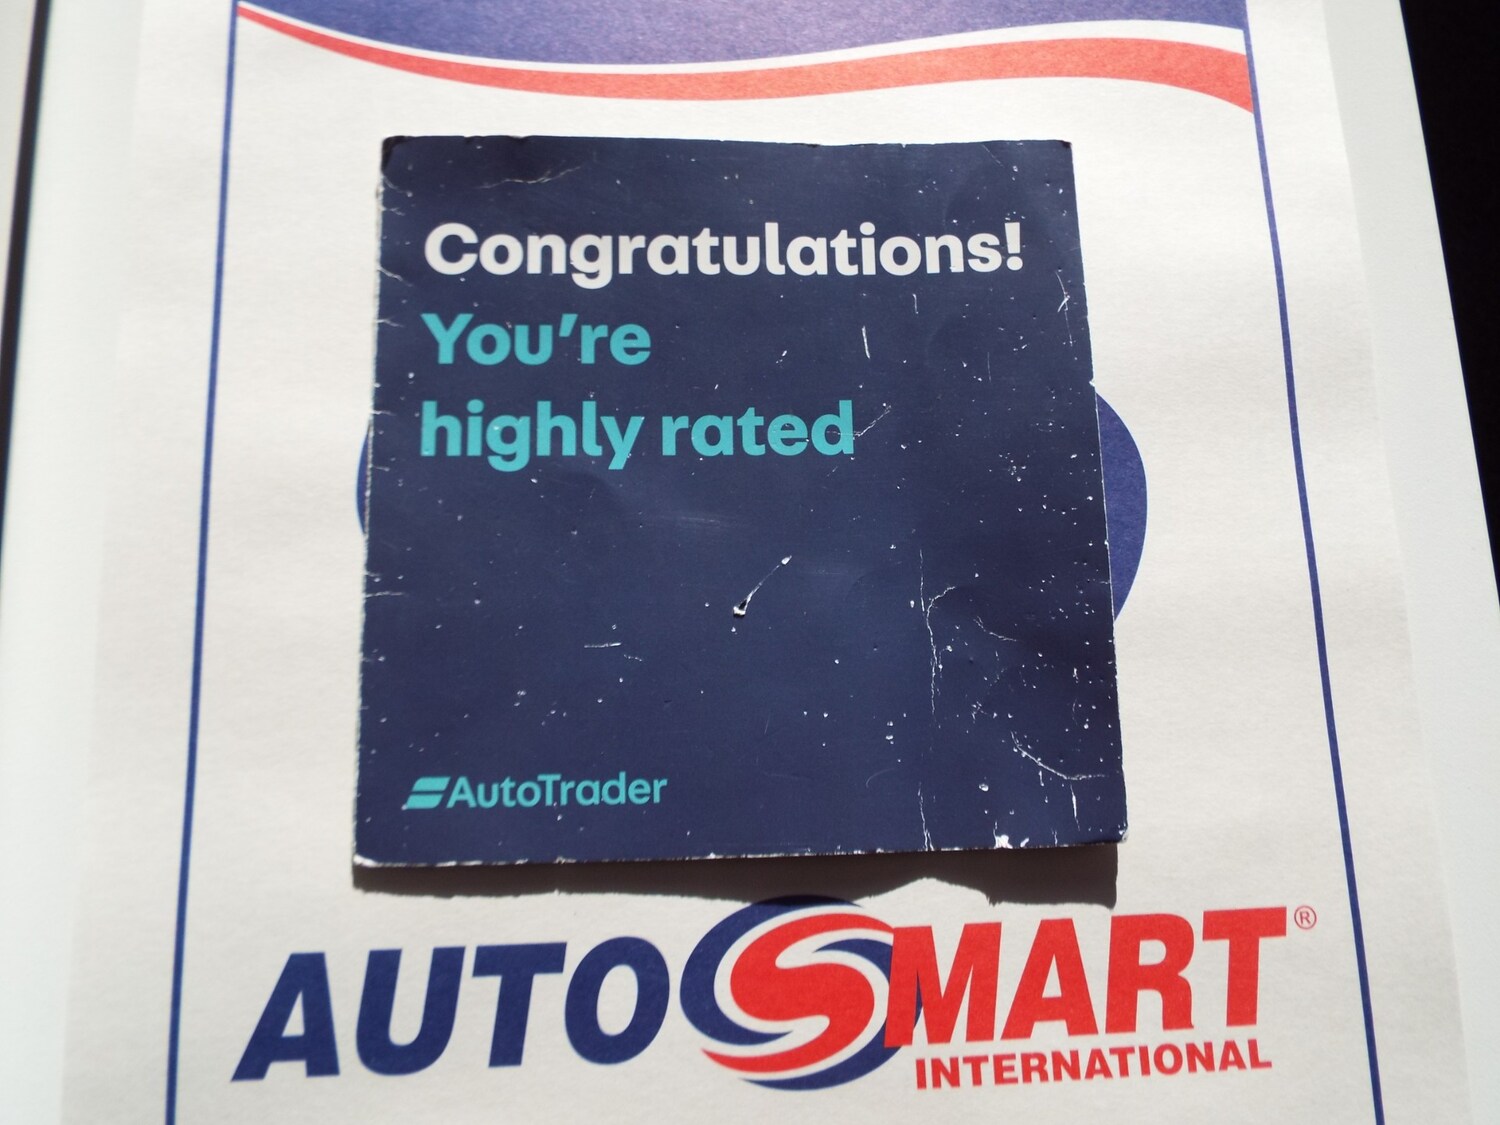 Congratulations!
You're
highly rated
AutoTrader
AUTOSMART®
INTERNATIONAL